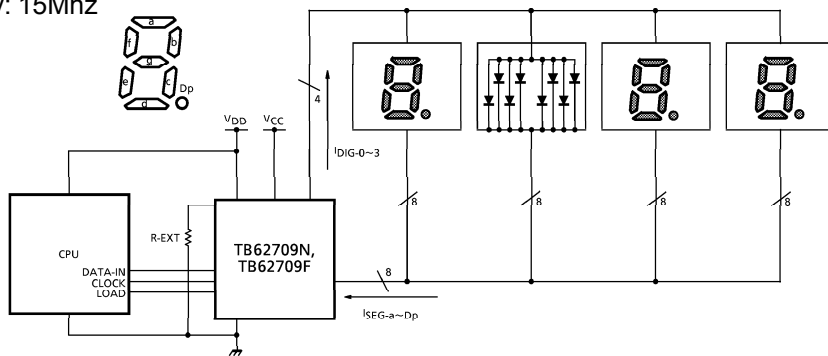 : 15Mhz
a
f
b
g
e
c
d
Dp
VDD
VCC
4
IDIG-0~3
8
8
8
8
R-EXT
CPU
DATA-IN
CLOCK
LOAD
TB62709N,
TB62709F
8
ISEG-a~Dp